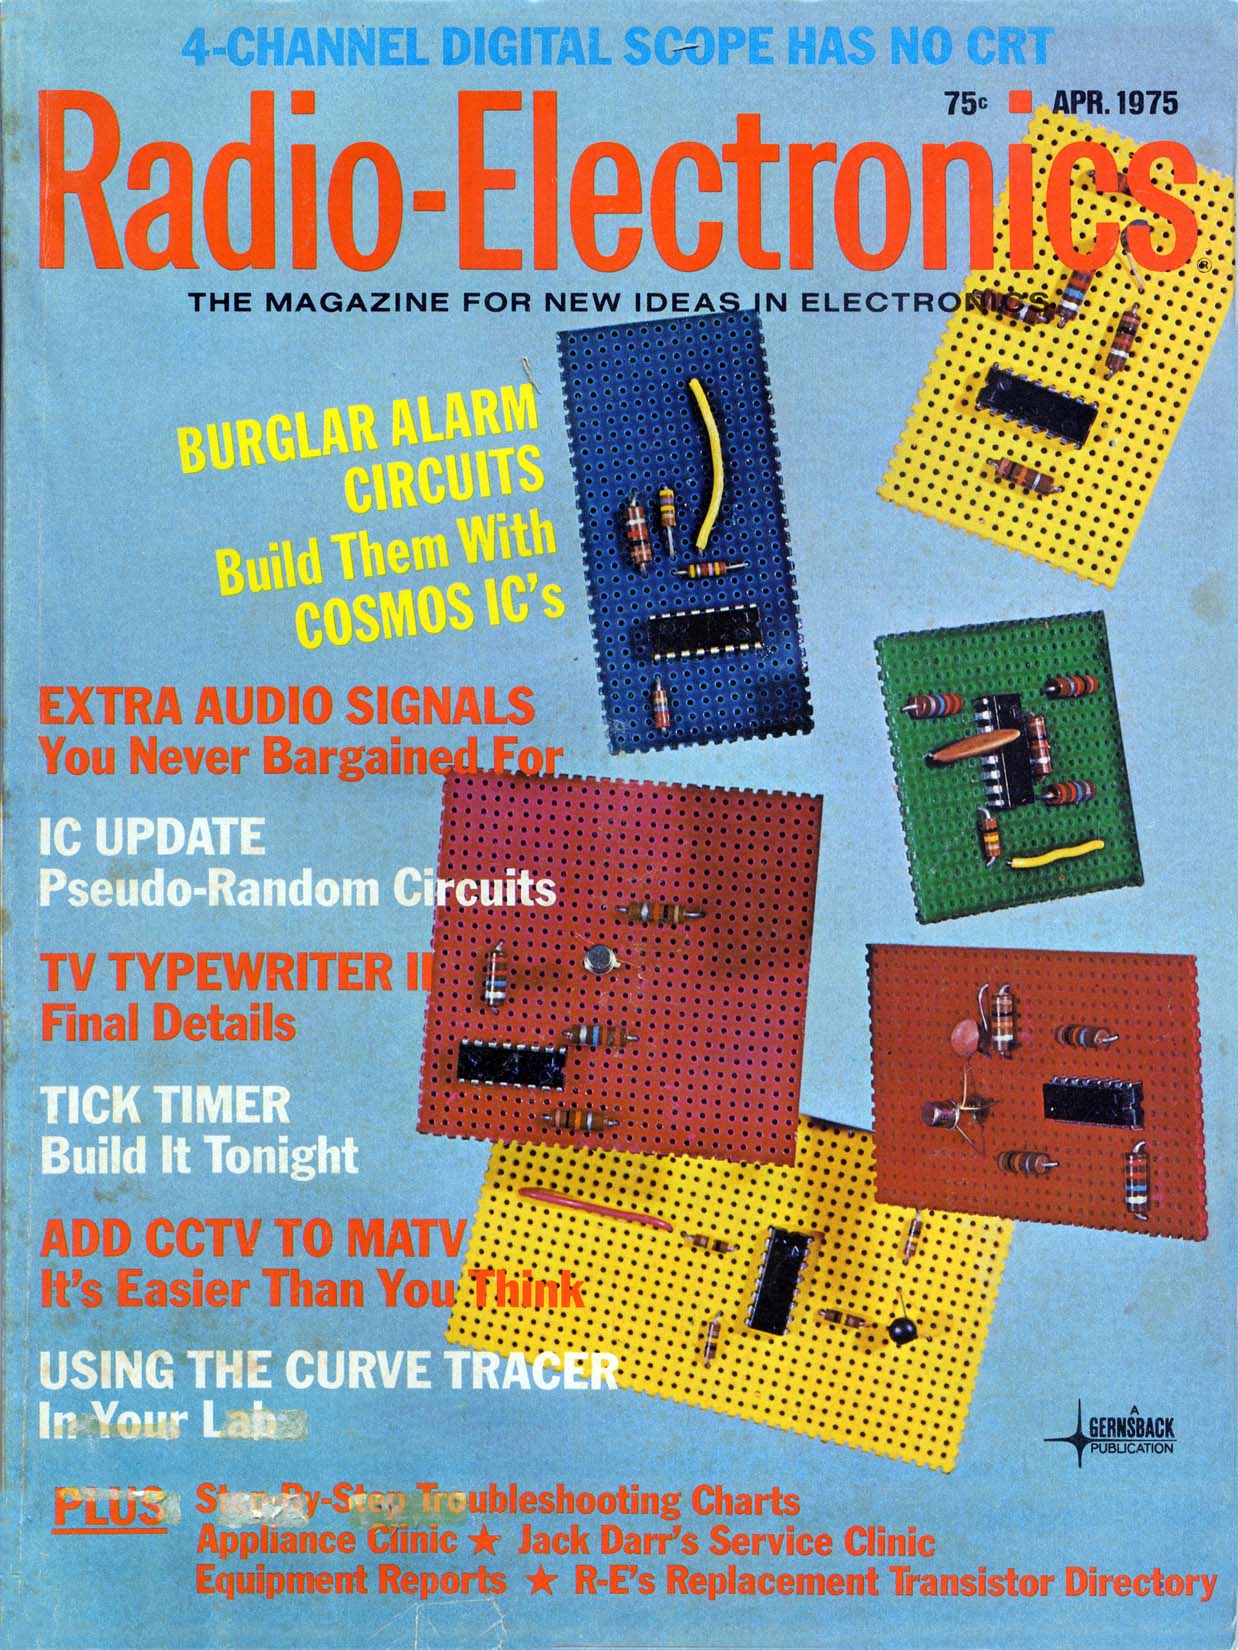 4-CHANNEL DIGITAL SCOPE HAS NO CRT
75c ■ APR. 1975
Radio-Electronics®
THE MAGAZINE FOR NEW IDEAS IN ELECTRONICS
BURGLAR ALARM
CIRCUITS
Build Them With
COSMOS IC's
EXTRA AUDIO SIGNALS
You Never Bargained For
IC UPDATE
Pseudo-Random Circuits
TV TYPEWRITER II
Final Details
TICK TIMER
Build It Tonight
ADD CCTV TO MATV
It's Easier Than You Think
USING THE CURVE TRACER
In Your Lab
A
GERNSBACK
PUBLICATION
PLUS Step-By-Step Troubleshooting Charts
Appliance Clinic ★ Jack Darr's Service Clinic
Equipment Reports ★ R-E's Replacement Transistor Directory